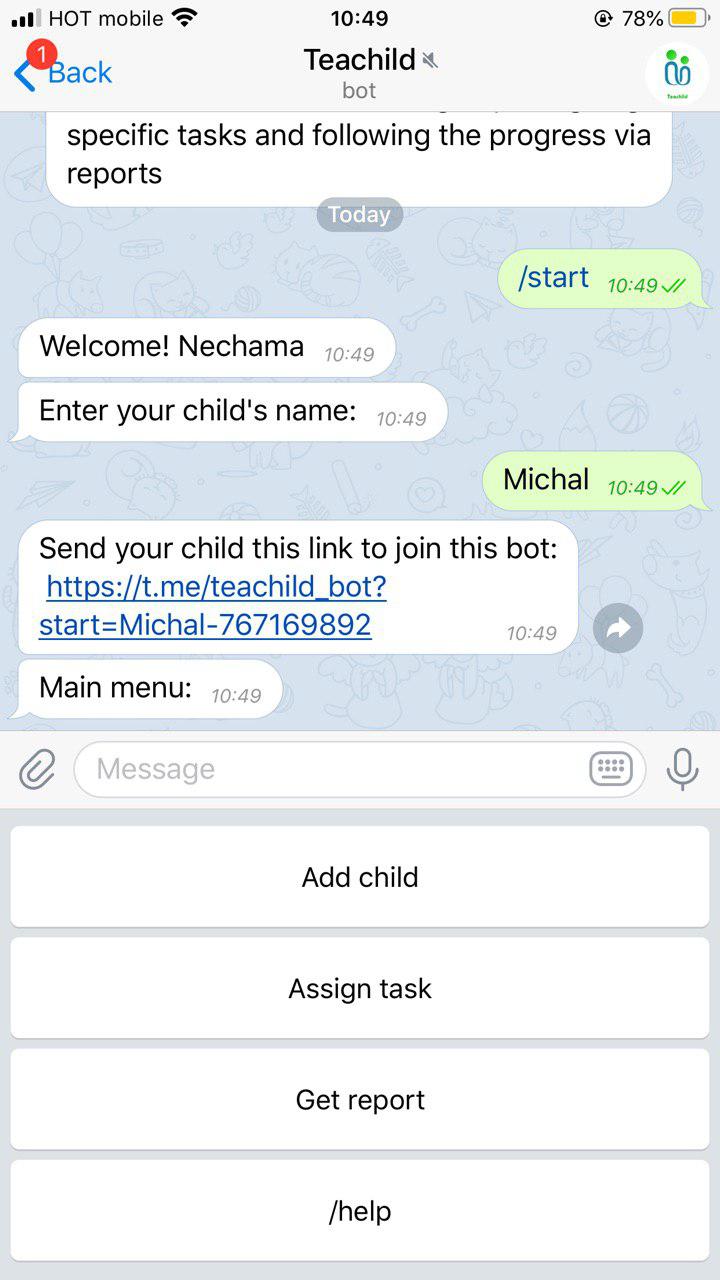 HOT mobile 10:49 78%
1
Back
Teachild
bot
Teachild
specific tasks and following the progress via
reports
Today
/start 10:49
Welcome! Nechama 10:49
Enter your child's name: 10:49
Michal 10:49
Send your child this link to join this bot:
https://t.me/teachild_bot?
start=Michal-767169892 10:49
Main menu: 10:49
Message
Add child
Assign task
Get report
/help